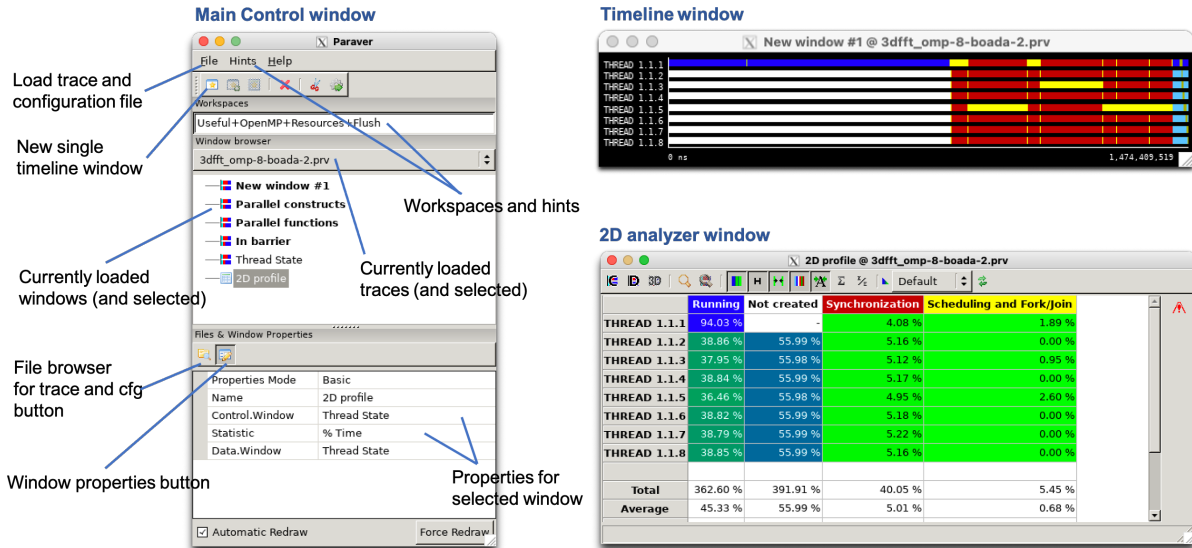 Main Control window
Paraver
File Hints Help
Workspaces
Useful+OpenMP+Resources+Flush
Window browser
3dfft_omp-8-boada-2.prv
New window #1
Parallel constructs
Parallel functions
In barrier
Thread State
2D profile
Files & Window Properties
Properties Mode Basic
Name 2D profile
Control.Window Thread State
Statistic % Time
Data.Window Thread State
Automatic Redraw
Force Redraw
Load trace and
configuration file
New single
timeline window
Currently loaded
windows (and selected)
File browser
for trace and cfg
button
Window properties button
Workspaces and hints
Currently loaded
traces (and selected)
Properties for
selected window
Timeline window
New window #1 @ 3dfft_omp-8-boada-2.prv
THREAD 1.1.1
THREAD 1.1.2
THREAD 1.1.3
THREAD 1.1.4
THREAD 1.1.5
THREAD 1.1.6
THREAD 1.1.7
THREAD 1.1.8
0 ns 1,474,409,519
2D analyzer window
2D profile @ 3dfft_omp-8-boada-2.prv
3D H Σ Default
Running Not created Synchronization Scheduling and Fork/Join
THREAD 1.1.1 94.03 % - 4.08 % 1.89 %
THREAD 1.1.2 38.86 % 55.99 % 5.16 % 0.00 %
THREAD 1.1.3 37.95 % 55.98 % 5.12 % 0.95 %
THREAD 1.1.4 38.84 % 55.99 % 5.17 % 0.00 %
THREAD 1.1.5 36.46 % 55.98 % 4.95 % 2.60 %
THREAD 1.1.6 38.82 % 55.99 % 5.18 % 0.00 %
THREAD 1.1.7 38.79 % 55.99 % 5.22 % 0.00 %
THREAD 1.1.8 38.85 % 55.99 % 5.16 % 0.00 %
Total 362.60 % 391.91 % 40.05 % 5.45 %
Average 45.33 % 55.99 % 5.01 % 0.68 %